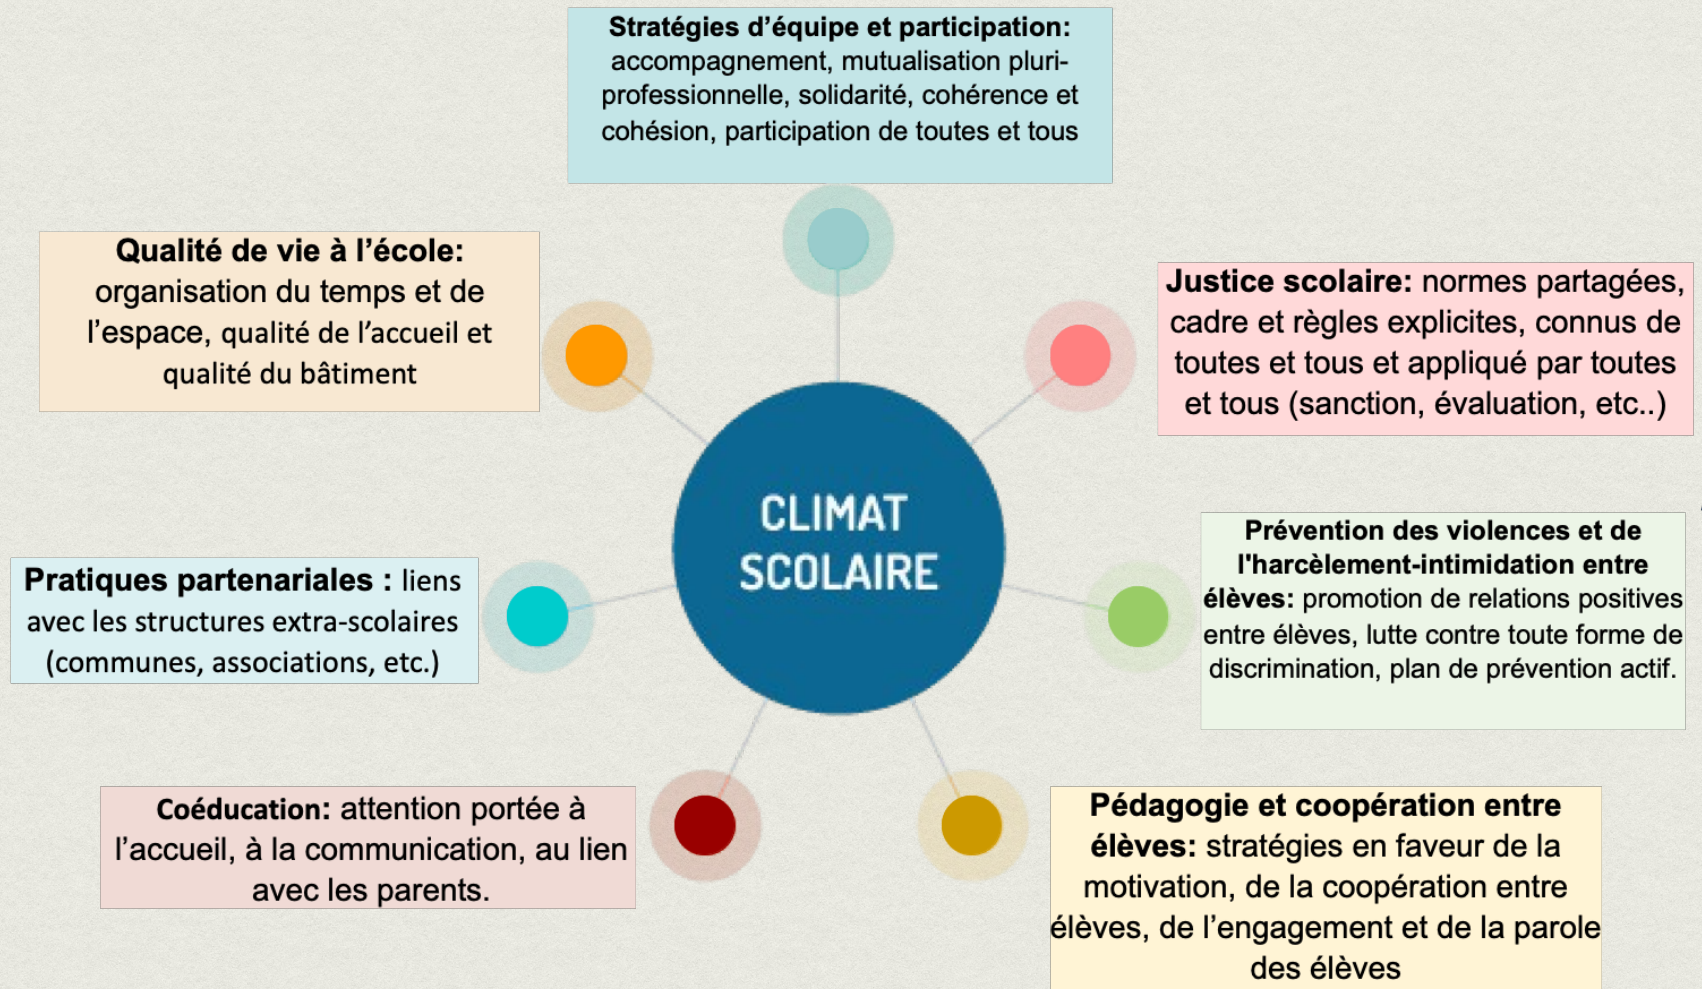 Stratégies d’équipe et participation:
accompagnement, mutualisation pluri-
professionnelle, solidarité, cohérence et
cohésion, participation de toutes et tous
Qualité de vie à l’école:
organisation du temps et de
l’espace, qualité de l’accueil et
qualité du bâtiment
Justice scolaire: normes partagées,
cadre et règles explicites, connus de
toutes et tous et appliqué par toutes
et tous (sanction, évaluation, etc..)
CLIMAT
SCOLAIRE
Pratiques partenariales : liens
avec les structures extra-scolaires
(communes, associations, etc.)
Prévention des violences et de
l'harcèlement-intimidation entre
élèves: promotion de relations positives
entre élèves, lutte contre toute forme de
discrimination, plan de prévention actif.
Coéducation: attention portée à
l’accueil, à la communication, au lien
avec les parents.
Pédagogie et coopération entre
élèves: stratégies en faveur de la
motivation, de la coopération entre
élèves, de l’engagement et de la parole
des élèves